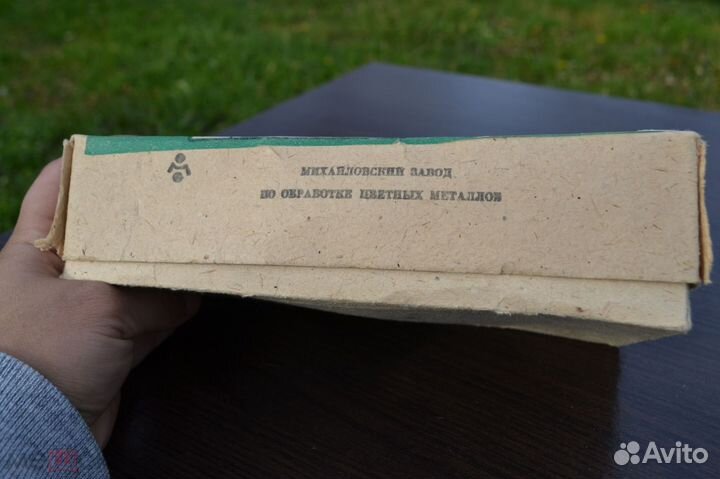 МИХАЙЛОВСКИЙ ЗАВОД
ПО ОБРАБОТКЕ ЦВЕТНЫХ МЕТАЛЛОВ
Avito